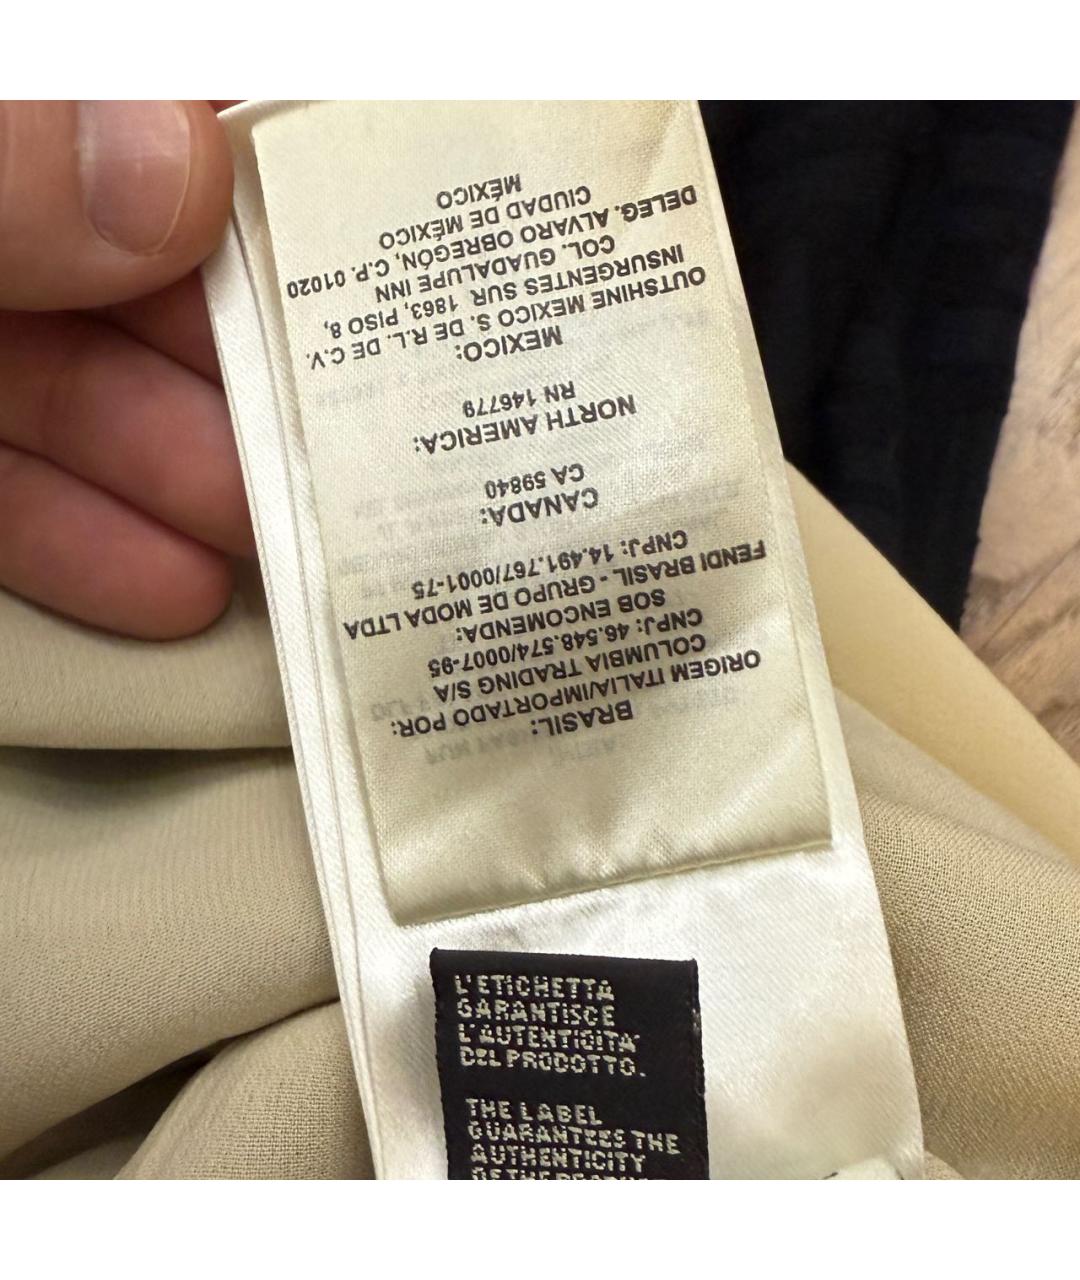 BRASIL:
ORIGEM ITALIA/IMPORTADO POR:
COLUMBIA TRADING S/A
CNPJ: 46.548.574/0007-95
SOB ENCOMENDA:
FENDI BRASIL - GRUPO DE MODA LTDA
CNPJ: 14.491.767/0001-75
CANADA:
CA 59840
NORTH AMERICA:
RN 146779
MEXICO:
OUTSHINE MEXICO S. DE R.L. DE C.V.
INSURGENTES SUR 1863, PISO 8,
COL. GUADALUPE INN
DELEG. ALVARO OBREGÓN, C.P. 01020
CIUDAD DE MÉXICO
MÉXICO
L'ETICHETTA
GARANTISCE
L'AUTENTICITA'
DEL PRODOTTO.
THE LABEL
GUARANTEES THE
AUTHENTICITY
OF THE